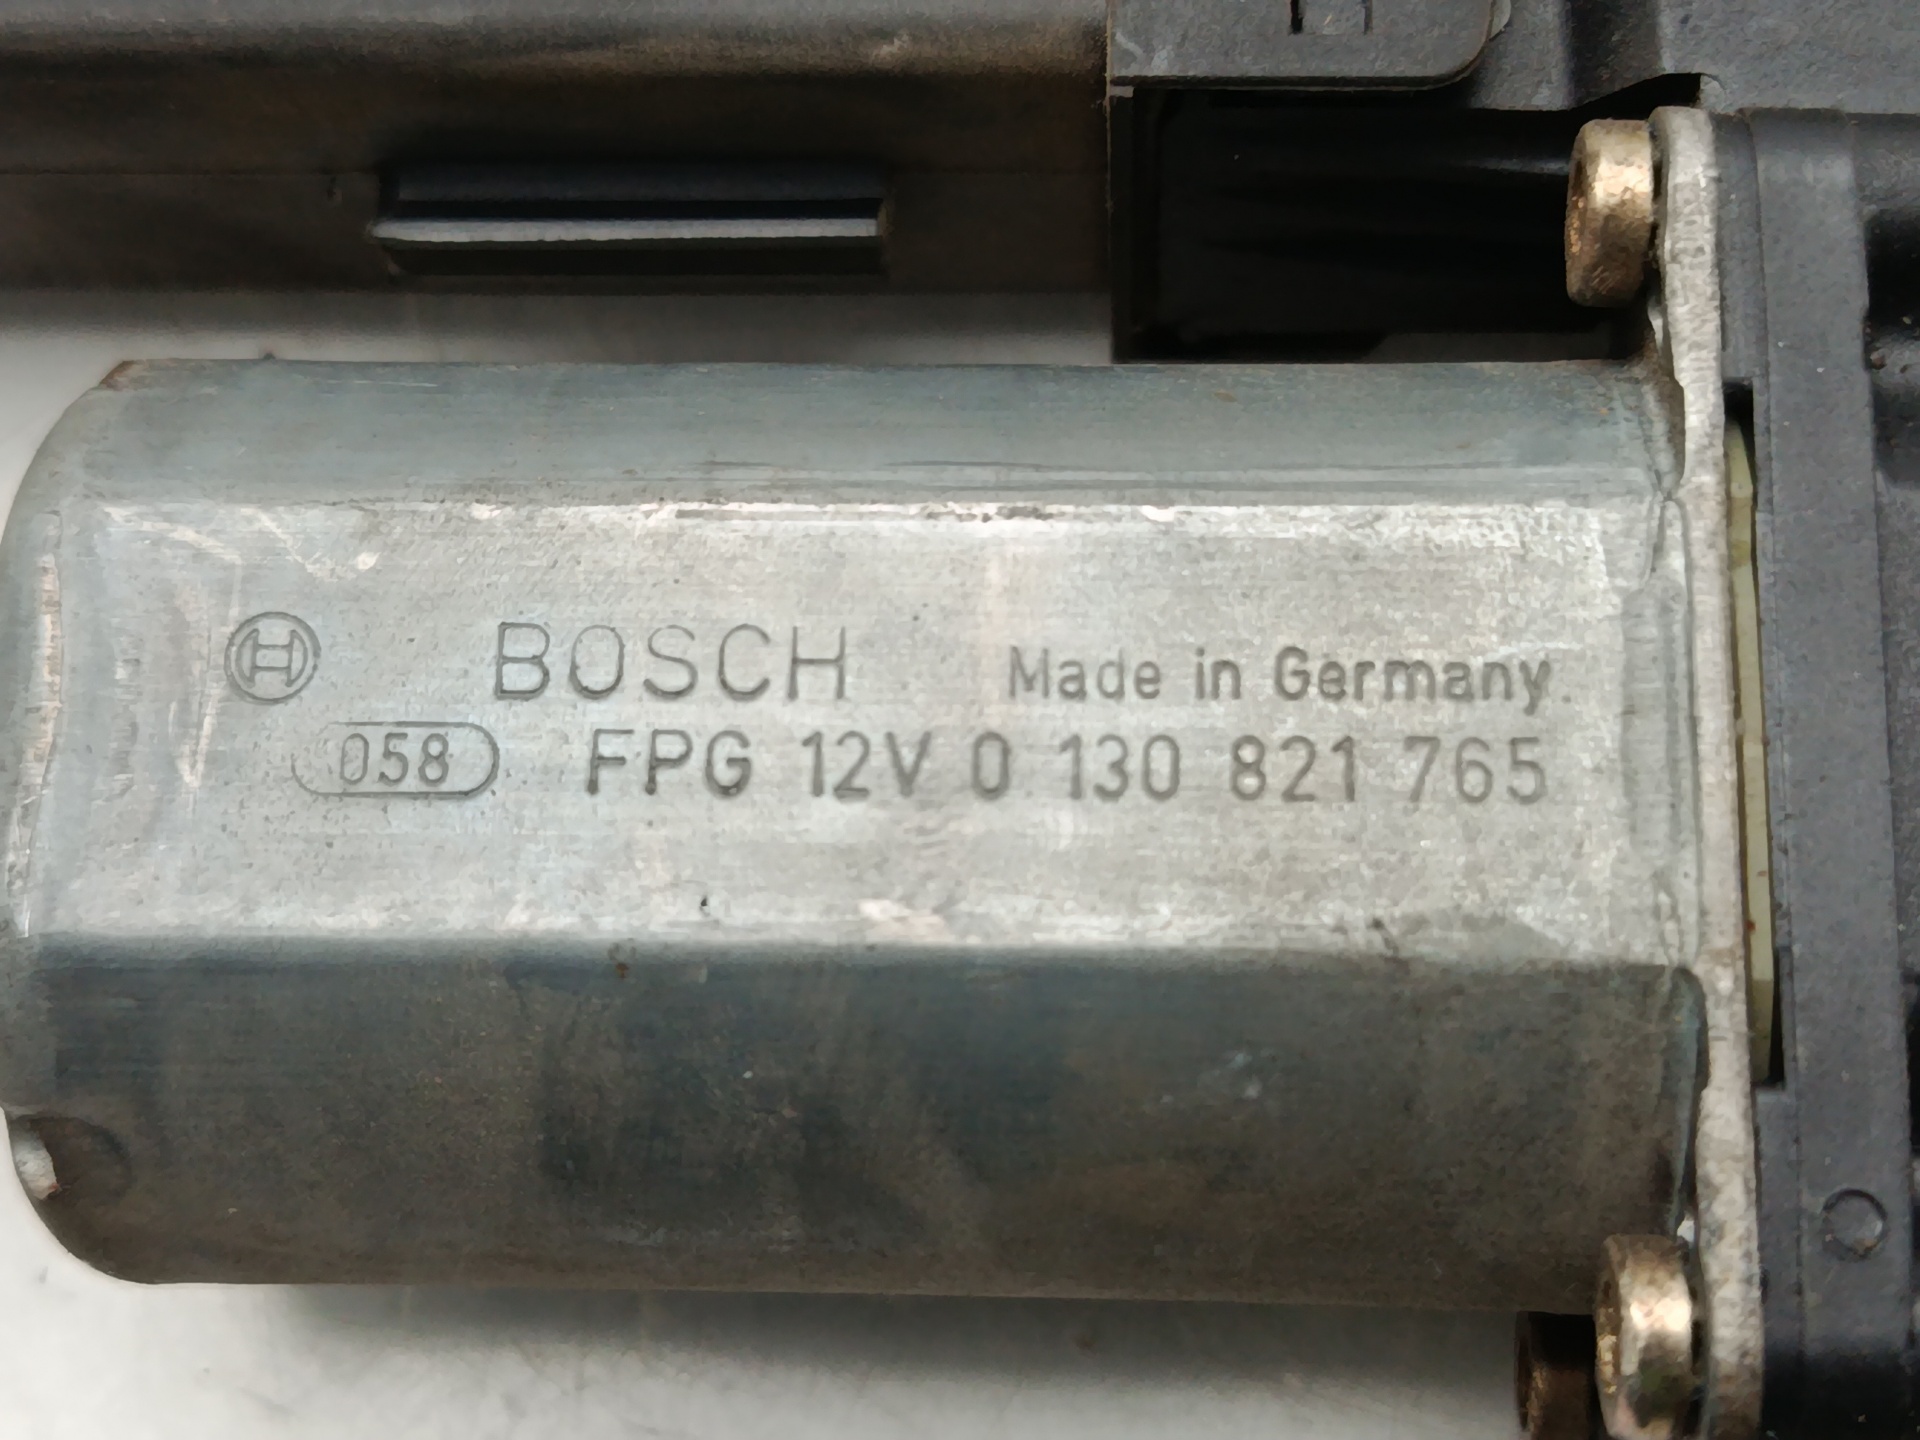 BOSCH Made in Germany.
058 FPG 12V 0 130 821 765